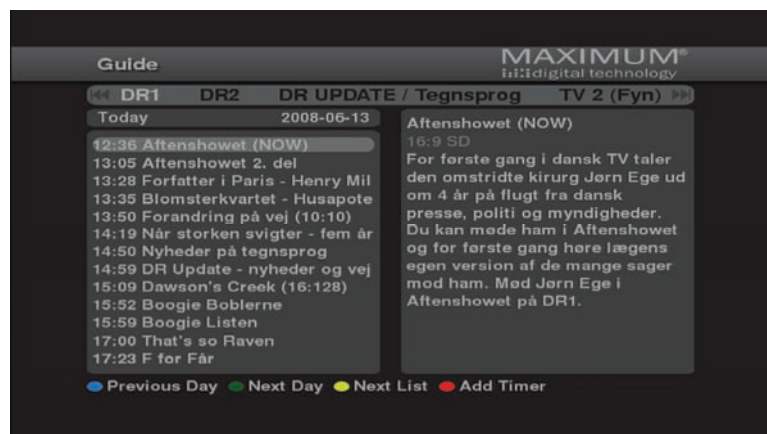 Guide
MAXIMUM®
digital technology
DR1 DR2 DR UPDATE / Tegnsprog TV 2 (Fyn)
Today 2008-06-13
12:36 Aftenshowet (NOW)
13:05 Aftenshowet 2. del
13:28 Forfatter i Paris - Henry Mil
13:35 Blomsterkvartet - Husapote
13:50 Forandring på vej (10:10)
14:19 Når storken svigter - fem år
14:50 Nyheder på tegnsprog
14:59 DR Update - nyheder og vej
15:09 Dawson's Creek (16:128)
15:52 Boogie Boblerne
15:59 Boogie Listen
17:00 That's so Raven
17:23 F for Får
Aftenshowet (NOW)
16:9 SD
For første gang i dansk TV taler
den omstridte kirurg Jørn Ege ud
om 4 år på flugt fra dansk
presse, politi og myndigheder.
Du kan møde ham i Aftenshowet
og for første gang høre lægens
egen version af de mange sager
mod ham. Mød Jørn Ege i
Aftenshowet på DR1.
Previous Day Next Day Next List Add Timer